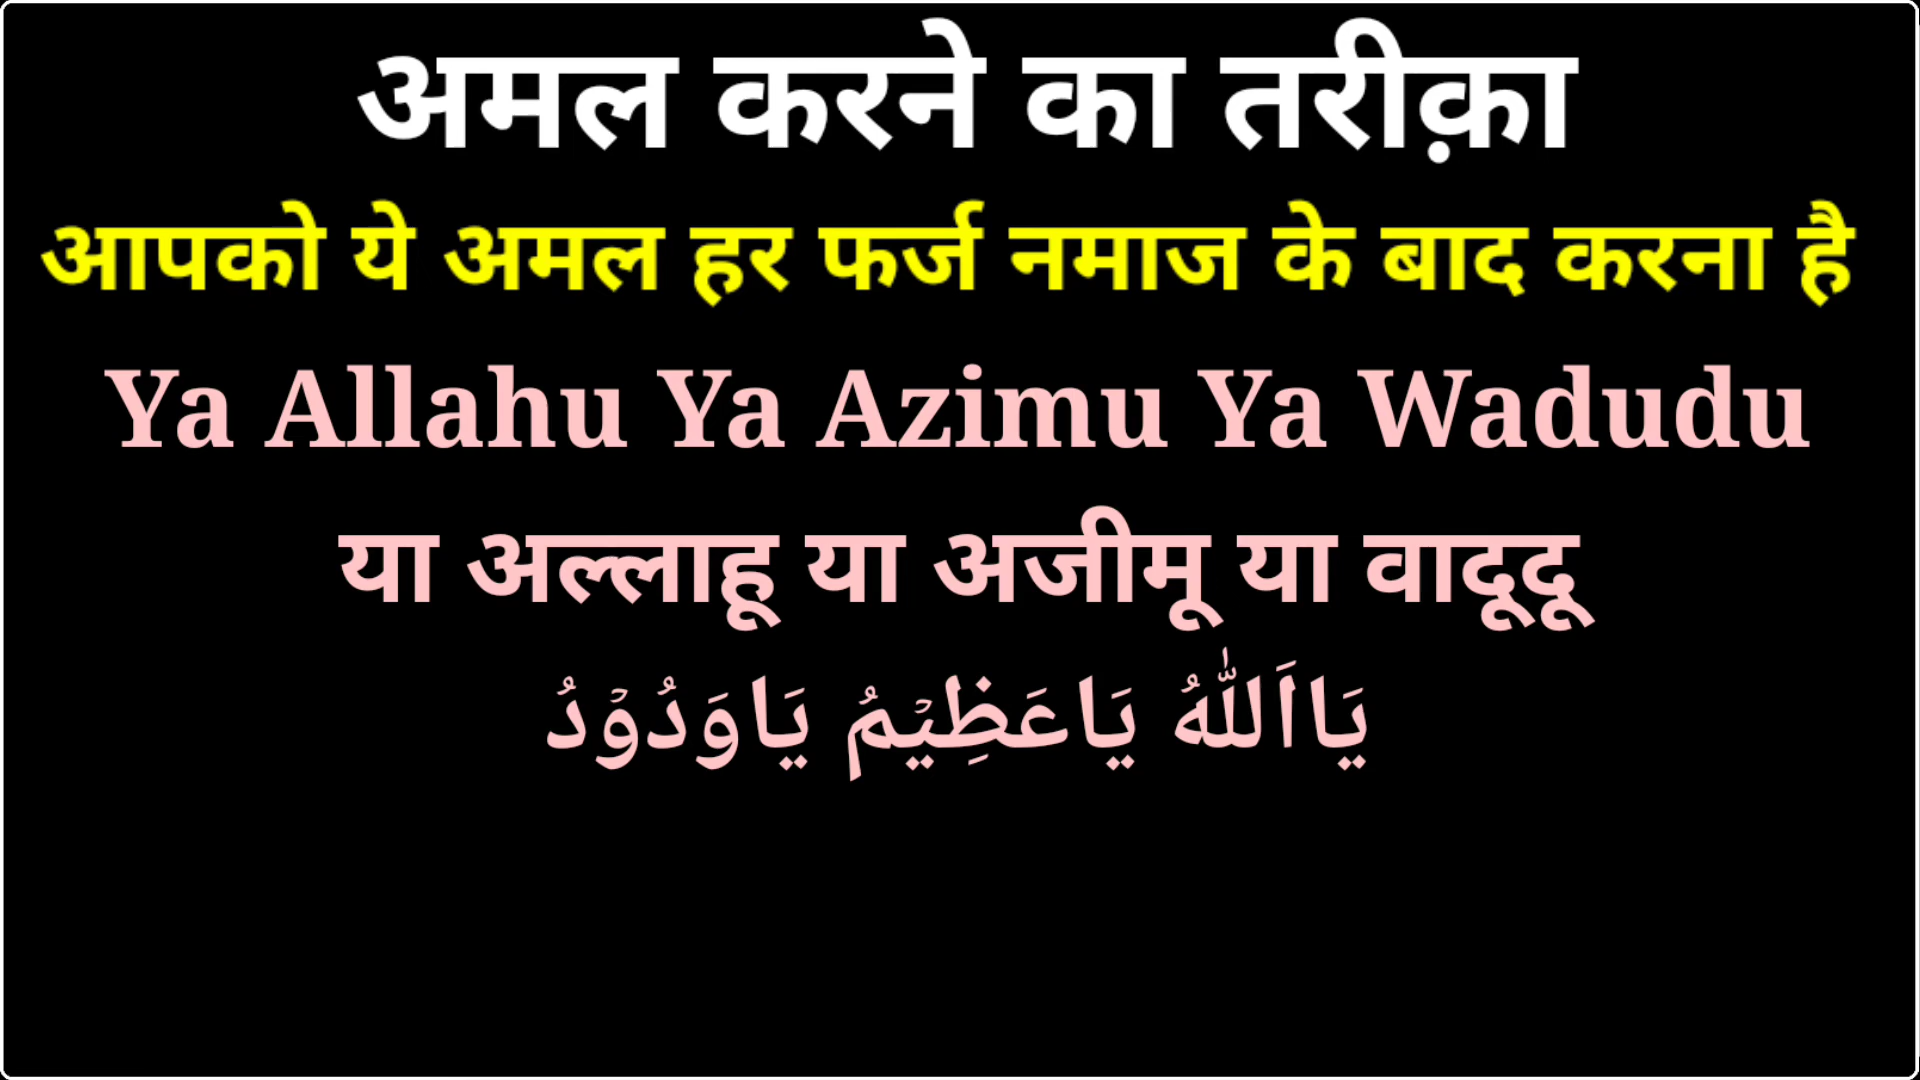 अमल करने का तरीक़ा
आपको ये अमल हर फर्ज नमाज के बाद करना है
Ya Allahu Ya Azimu Ya Wadudu
या अल्लाहू या अजीमू या वादूदू
يَااَللّٰهُ يَاعَظِيْمُ يَاوَدُوْدُ